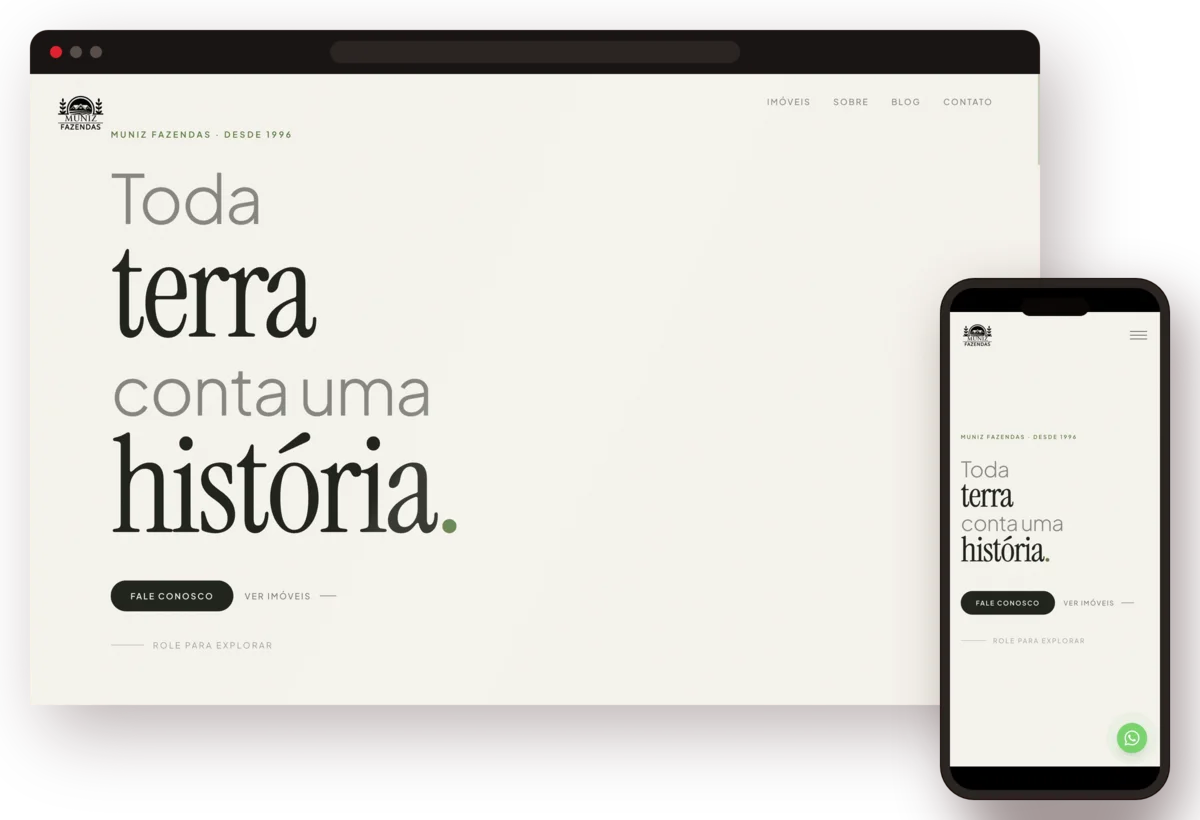 MUNIZ
FAZENDAS
IMÓVEIS SOBRE BLOG CONTATO
MUNIZ FAZENDAS · DESDE 1996
Toda
terra
conta uma
história.
FALE CONOSCO VER IMÓVEIS
ROLE PARA EXPLORAR
MUNIZ
FAZENDAS
MUNIZ FAZENDAS · DESDE 1996
Toda
terra
conta uma
história.
FALE CONOSCO VER IMÓVEIS
ROLE PARA EXPLORAR